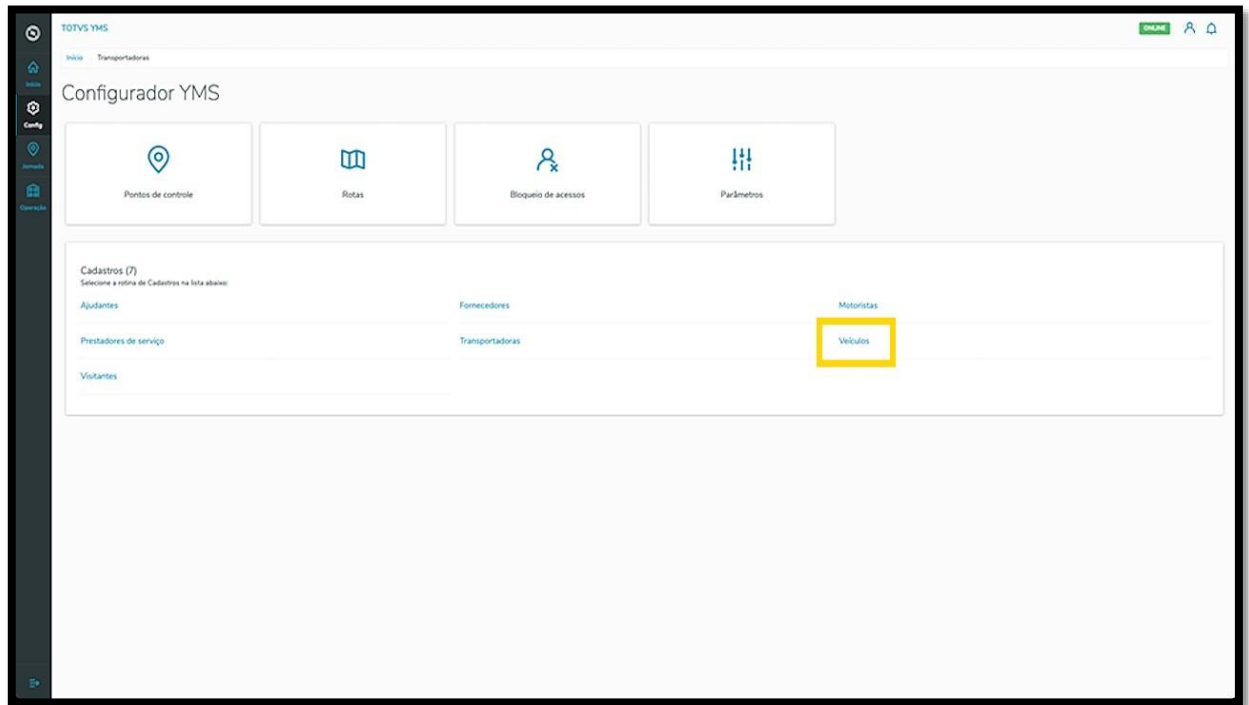 TOTVS YMS
ONLINE
Início Transportadoras
Início
Config
Jornada
Operação
Configurador YMS
Pontos de controle
Rotas
Bloqueio de acessos
Parâmetros
Cadastros (7)
Selecione a rotina de Cadastros na lista abaixo:
Ajudantes
Fornecedores
Motoristas
Prestadores de serviço
Transportadoras
Veículos
Visitantes